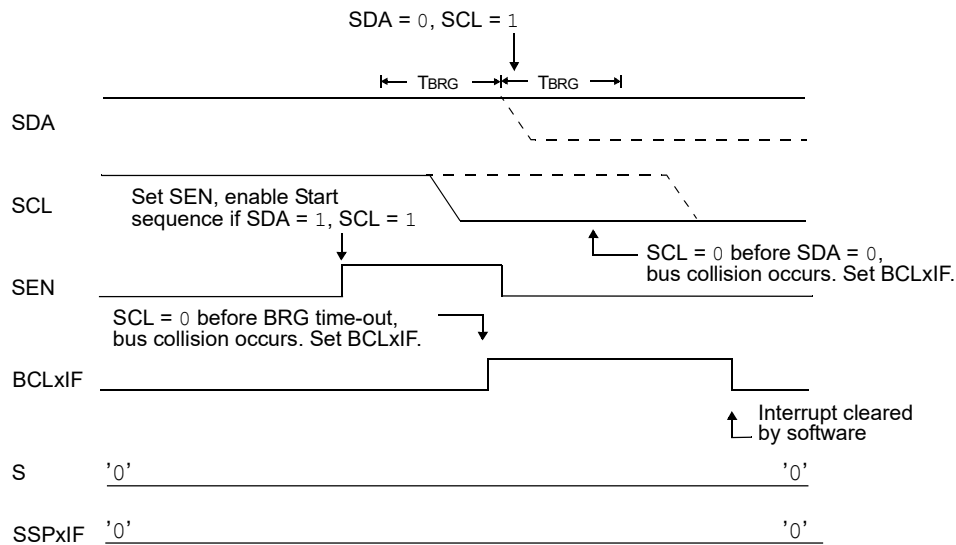 SDA = 0, SCL = 1
TBRG TBRG
SDA
SCL
Set SEN, enable Start
sequence if SDA = 1, SCL = 1
SCL = 0 before SDA = 0,
bus collision occurs. Set BCLxIF.
SEN
SCL = 0 before BRG time-out,
bus collision occurs. Set BCLxIF.
BCLxIF
Interrupt cleared
by software
S '0' '0'
SSPxIF '0' '0'